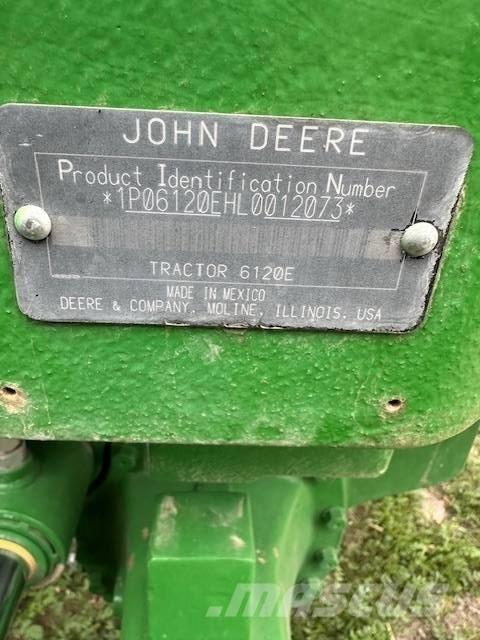 JOHN DEERE
Product Identification Number
*1P06120EHL0012073*
TRACTOR 6120E
MADE IN MEXICO
DEERE & COMPANY, MOLINE, ILLINOIS, USA
MASCUS